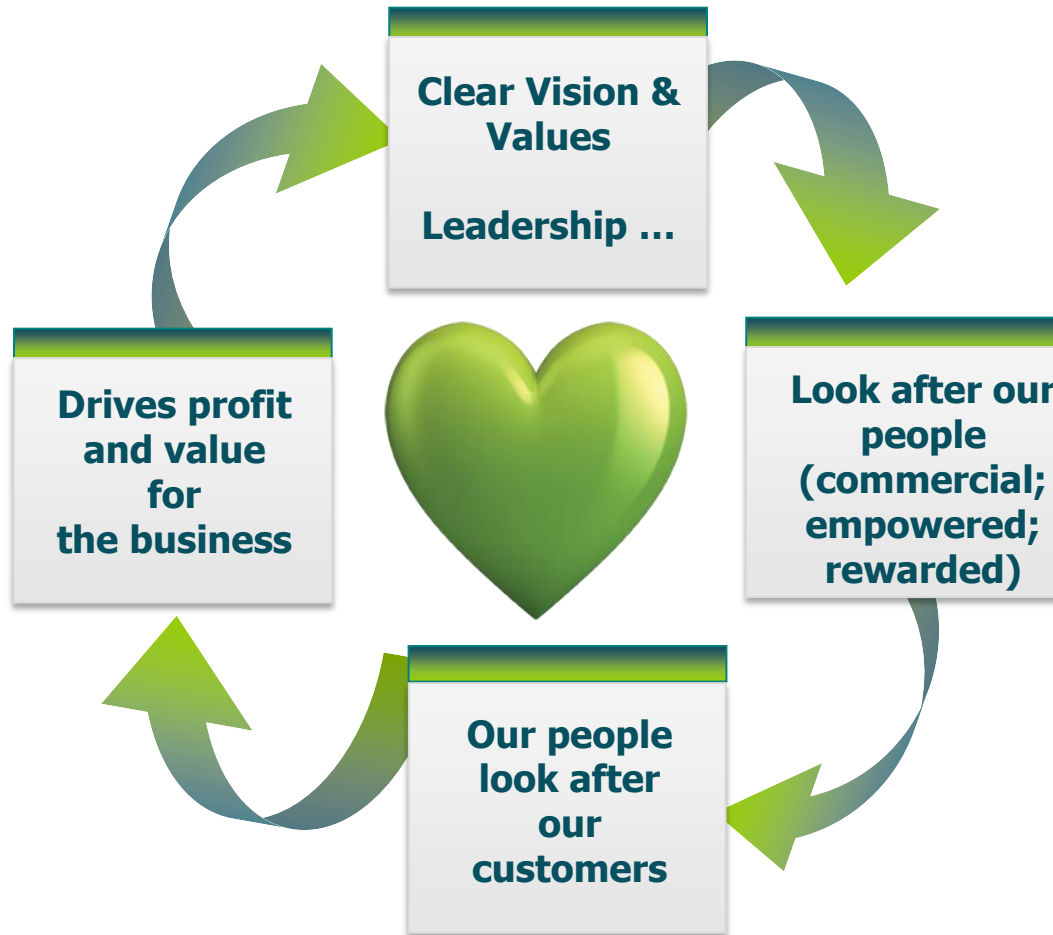 Clear Vision &
Values
Leadership ...
Look after our
people
(commercial;
empowered;
rewarded)
Our people
look after
our
customers
Drives profit
and value
for
the business